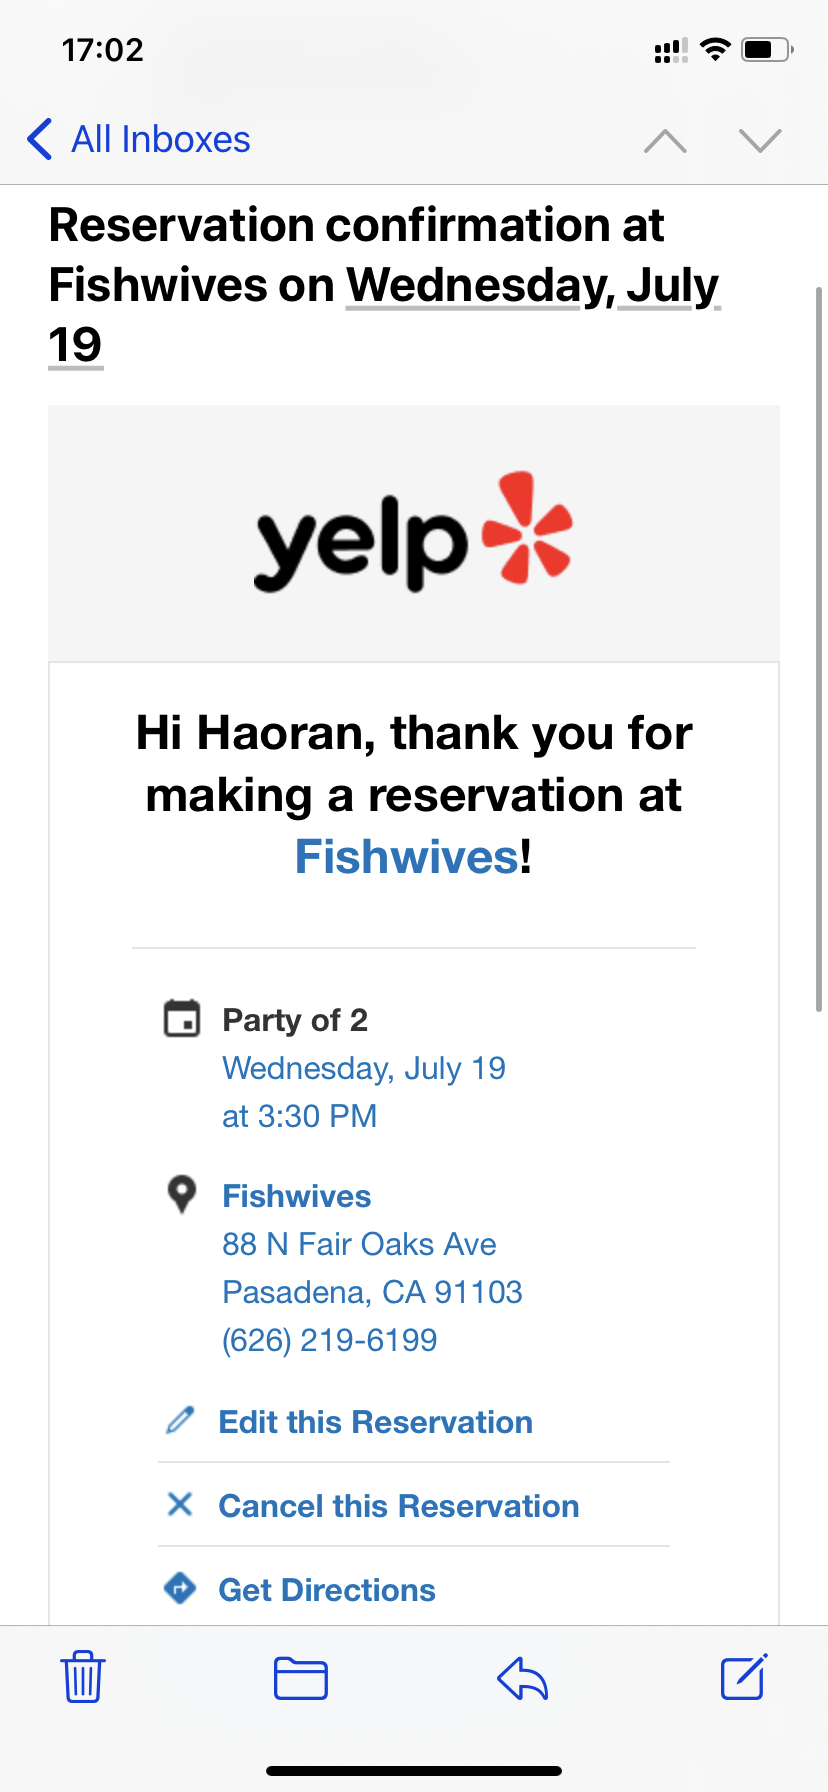 17:02
All Inboxes
Reservation confirmation at
Fishwives on Wednesday, July
19
yelp
Hi Haoran, thank you for
making a reservation at
Fishwives!
Party of 2
Wednesday, July 19
at 3:30 PM
Fishwives
88 N Fair Oaks Ave
Pasadena, CA 91103
(626) 219-6199
Edit this Reservation
Cancel this Reservation
Get Directions